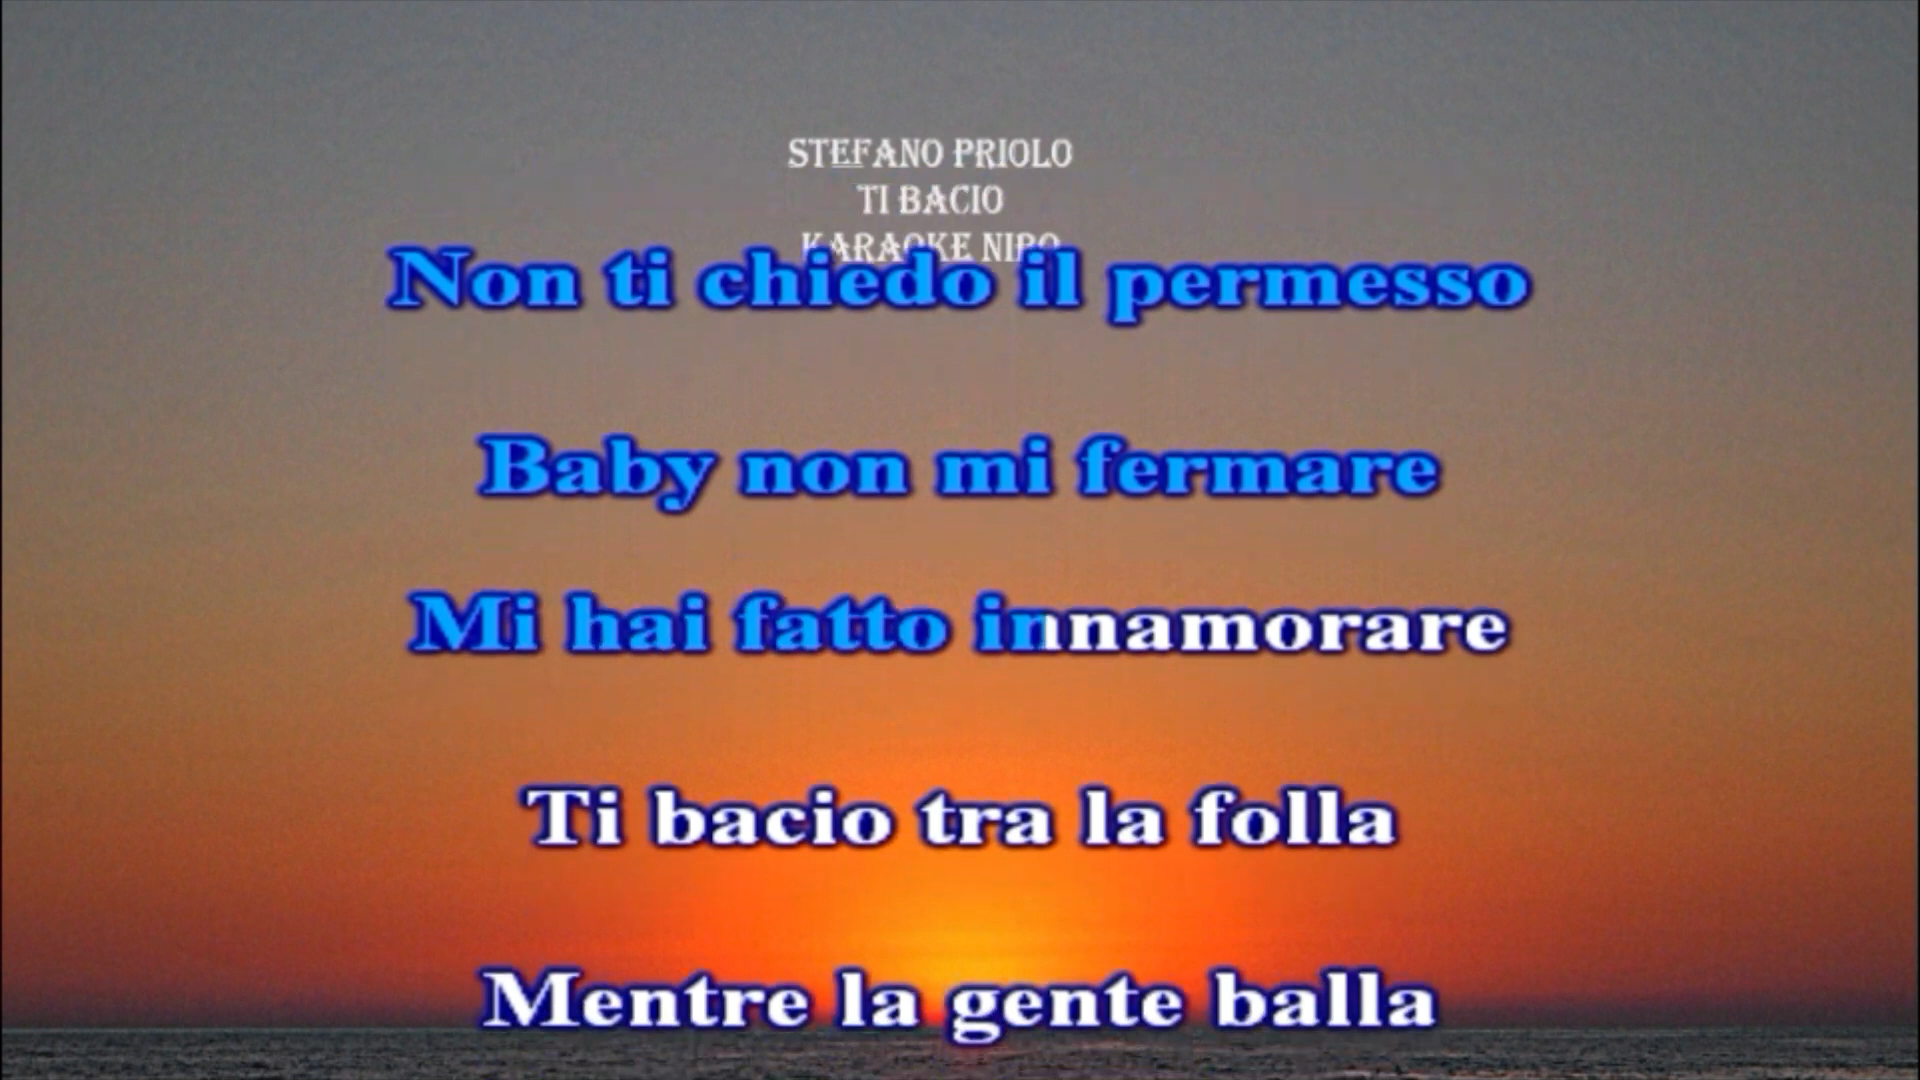 STEFANO PRIOLO
TI BACIO
KARAOKE
Non ti chiedo il permesso
Baby non mi fermare
Mi hai fatto innamorare
Ti bacio tra la folla
Mentre la gente balla